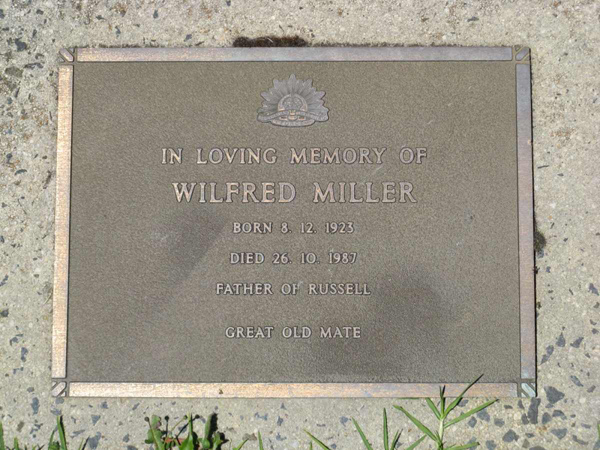 IN LOVING MEMORY OF
WILFRED MILLER
BORN 8. 12. 1923
DIED 26. 10. 1987
FATHER OF RUSSELL
GREAT OLD MATE